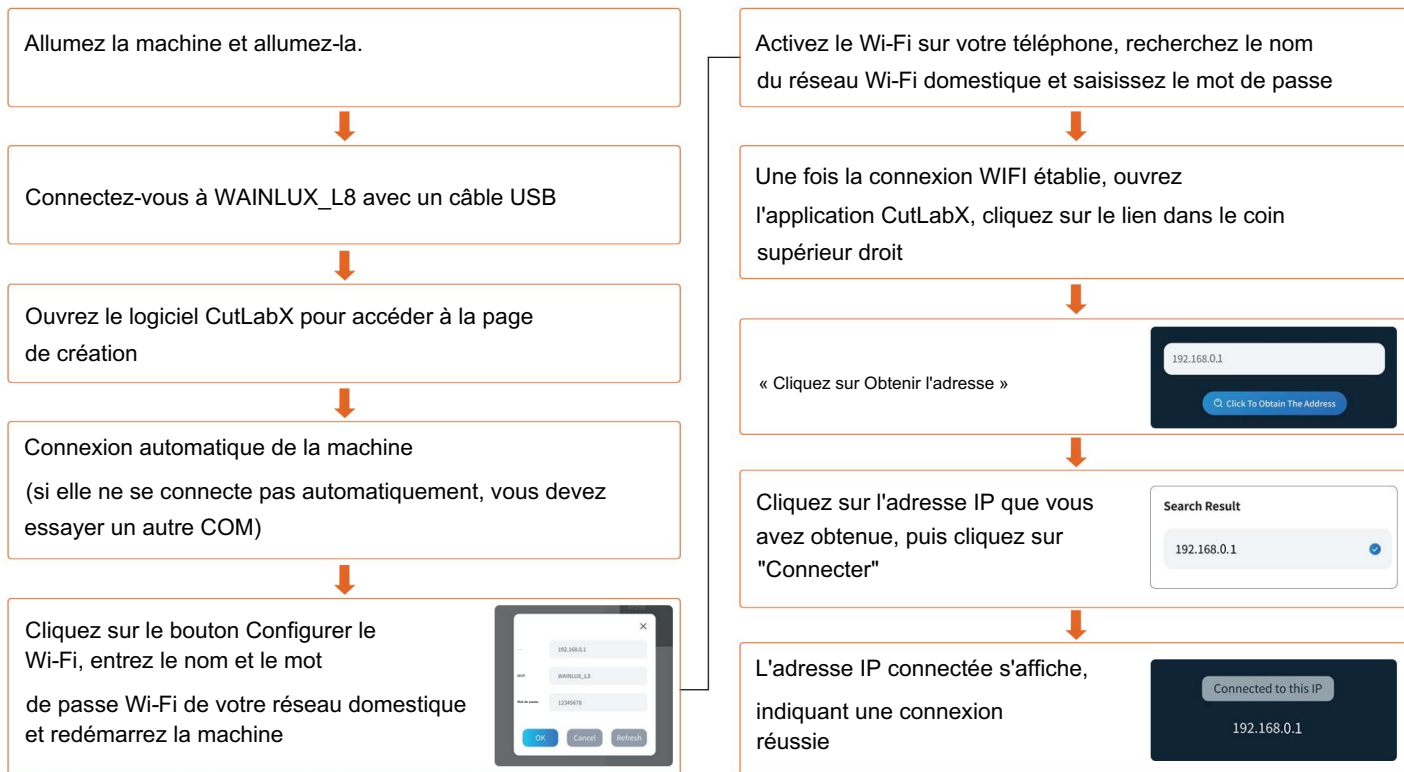 Allumez la machine et allumez-la.
Connectez-vous à WAINLUX_L8 avec un câble USB
Ouvrez le logiciel CutLabX pour accéder à la page
de création
Connexion automatique de la machine
(si elle ne se connecte pas automatiquement, vous devez
essayer un autre COM)
Cliquez sur le bouton Configurer le
Wi-Fi, entrez le nom et le mot
de passe Wi-Fi de votre réseau domestique
et redémarrez la machine
192.168.0.1
WAINLUX_L8
Mot de passe
12345678
OK
Cancel
Refresh
Activez le Wi-Fi sur votre téléphone, recherchez le nom
du réseau Wi-Fi domestique et saisissez le mot de passe
Une fois la connexion WIFI établie, ouvrez
l'application CutLabX, cliquez sur le lien dans le coin
supérieur droit
« Cliquez sur Obtenir l'adresse »
192.168.0.1
Click To Obtain The Address
Cliquez sur l'adresse IP que vous
avez obtenue, puis cliquez sur
"Connecter"
Search Result
192.168.0.1
L'adresse IP connectée s'affiche,
indiquant une connexion
réussie
Connected to this IP
192.168.0.1